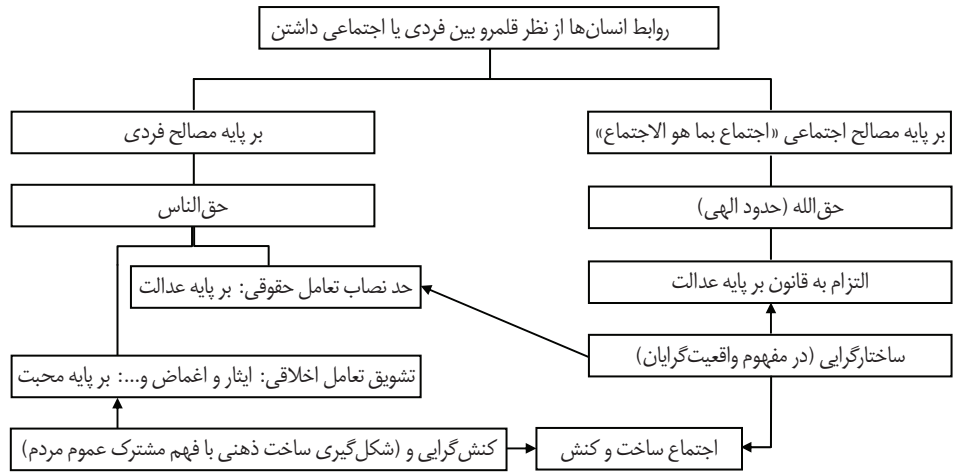 روابط انسان‌ها از نظر قلمرو بین فردی یا اجتماعی داشتن
بر پایه مصالح اجتماعی «اجتماع بما هو الاجتماع»
بر پایه مصالح فردی
حق‌الله (حدود الهی)
حق‌الناس
التزام به قانون بر پایه عدالت
حد نصاب تعامل حقوقی: بر پایه عدالت
ساختارگرایی (در مفهوم واقعیت‌گرایان)
تشویق تعامل اخلاقی: ایثار و اغماض و...: بر پایه محبت
اجتماع ساخت و کنش
کنش‌گرایی و (شکل‌گیری ساخت ذهنی با فهم مشترک عموم مردم)